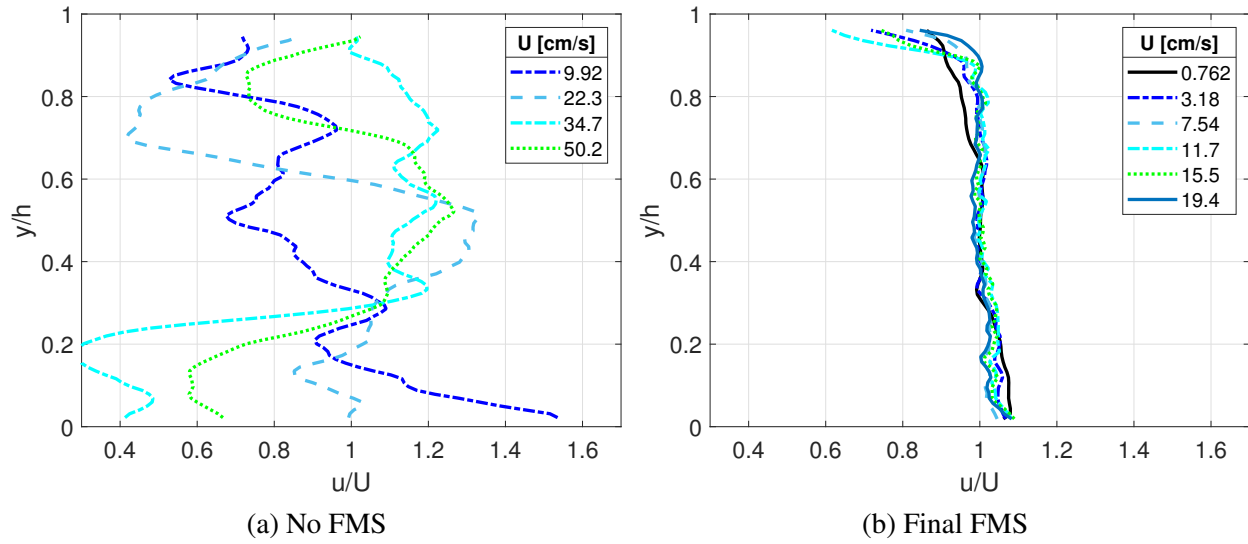 1
0.8
0.6
0.4
0.2
0
y/h
0.4 0.6 0.8 1 1.2 1.4 1.6
u/U
U [cm/s]
9.92
22.3
34.7
50.2
(a) No FMS
1
0.8
0.6
0.4
0.2
0
y/h
0.4 0.6 0.8 1 1.2 1.4 1.6
u/U
U [cm/s]
0.762
3.18
7.54
11.7
15.5
19.4
(b) Final FMS